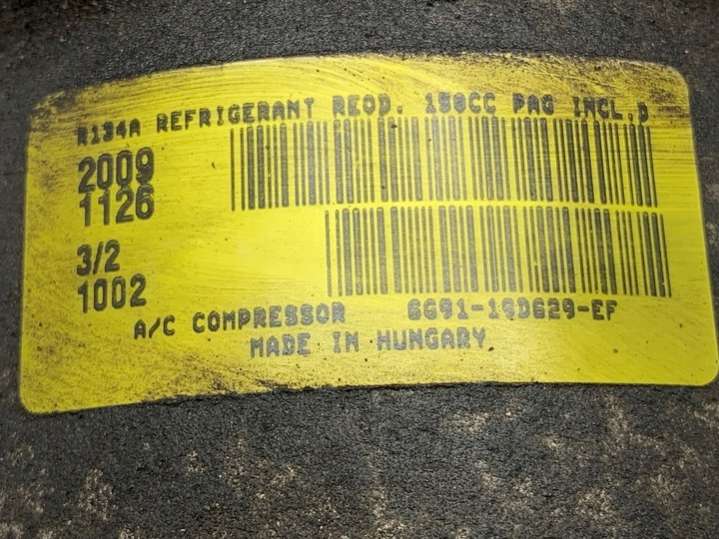 R134A REFRIGERANT REQD. 150CC PAG INCL.D
2009
1126
3/2
1002
A/C COMPRESSOR 6G91-19D629-EF
MADE IN HUNGARY